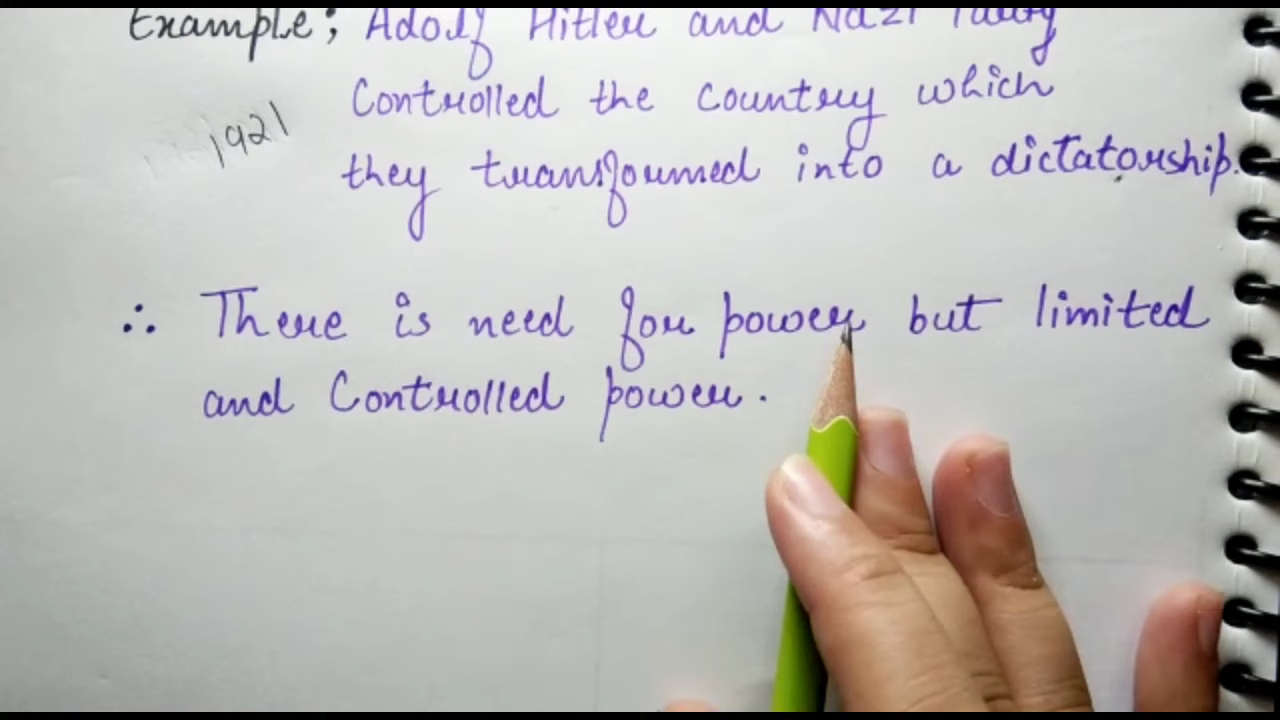 Example; Adolf Hitler and Nazi Party
Controlled the country which
1921
they transformed into a dictatorship.
∴ There is need for power but limited
and Controlled power.